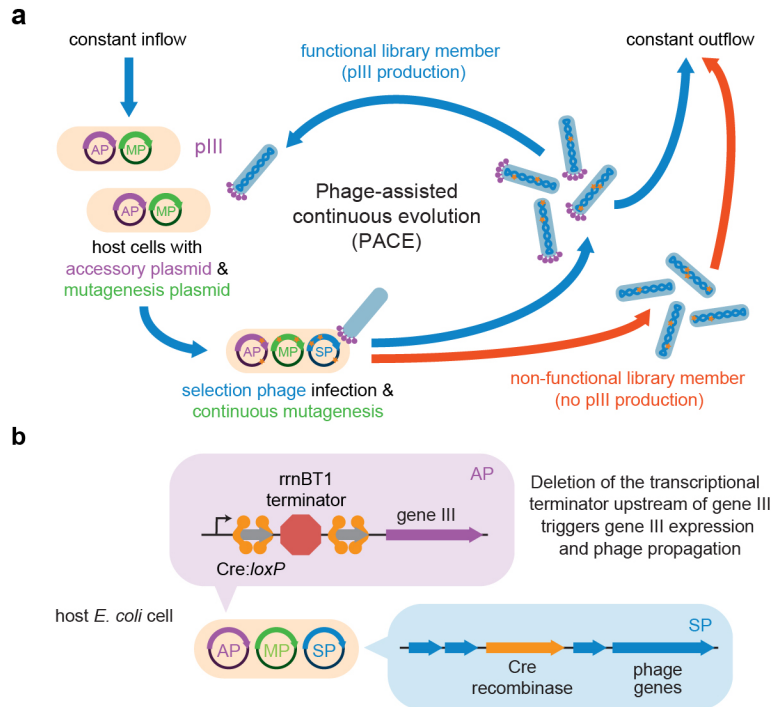 a
constant inflow
functional library member
(pIII production)
constant outflow
AP MP
pIII
AP MP
Phage-assisted
continuous evolution
(PACE)
host cells with
accessory plasmid &
mutagenesis plasmid
AP MP SP
selection phage infection &
continuous mutagenesis
non-functional library member
(no pIII production)
b
AP
rrnBT1
terminator
gene III
Cre:loxP
Deletion of the transcriptional
terminator upstream of gene III
triggers gene III expression
and phage propagation
host E. coli cell
AP MP SP
SP
Cre
recombinase
phage
genes